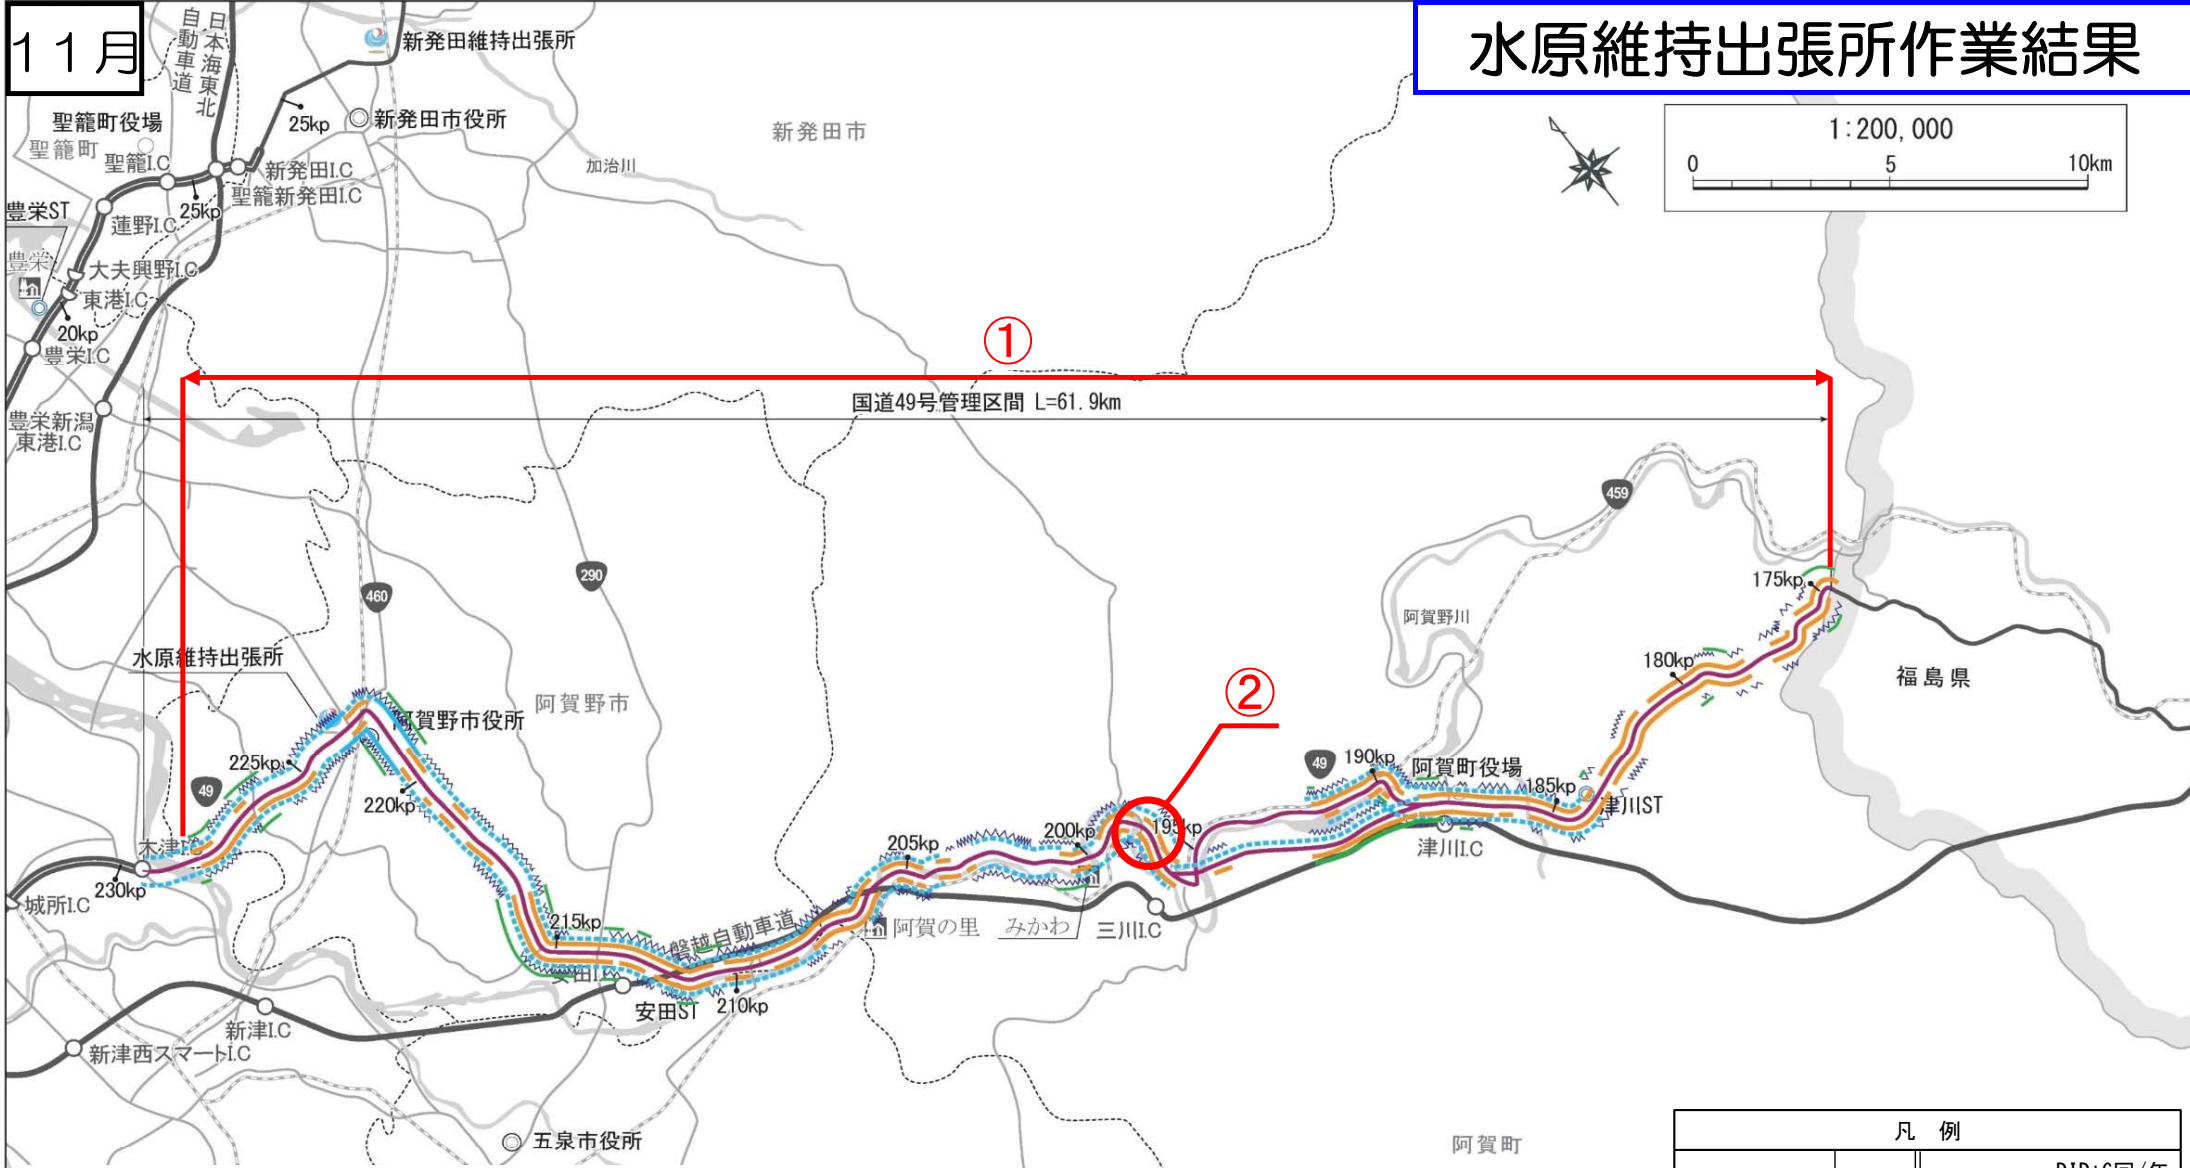 11月
水原維持出張所作業結果
日本海東北
自動車道
新発田維持出張所
1:200,000
0 5 10km
聖籠町役場
聖籠町
聖籠I.C
25kp
新発田市役所
新発田市
加治川
新発田I.C
聖籠新発田I.C
25kp
豊栄ST
蓮野I.C
豊栄
大夫興野I.C
東港I.C
20kp
豊栄I.C
①
国道49号管理区間 L=61.9km
豊栄新潟
東港I.C
459
290
460
175kp
阿賀野川
水原維持出張所
180kp
福島県
②
阿賀野市
阿賀野市役所
225kp
49
220kp
49
190kp
阿賀町役場
185kp
津川ST
木津I.C
205kp
200kp
195kp
津川I.C
230kp
城所I.C
215kp
磐越自動車道
阿賀の里
みかわ
三川I.C
安田I.C
安田ST
210kp
新津I.C
新津西スマートI.C
五泉市役所
阿賀町
凡 例
DID:6回/年